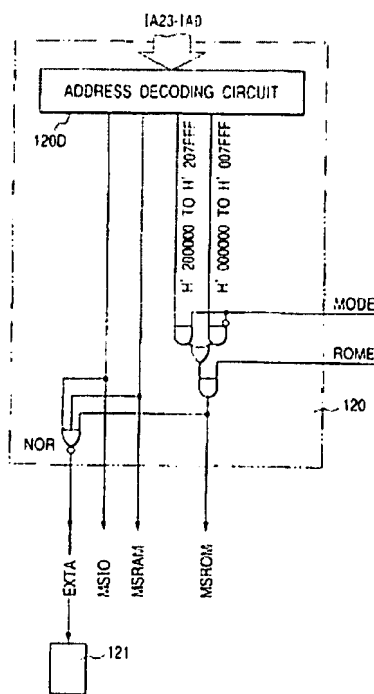 IA23-IA0
ADDRESS DECODING CIRCUIT
120D
H' 200000 TO H' 207FFF
H' 000000 TO H' 007FFF
MODE
ROME
120
NOR
EXTA
MSIO
MSRAM
MSROM
121